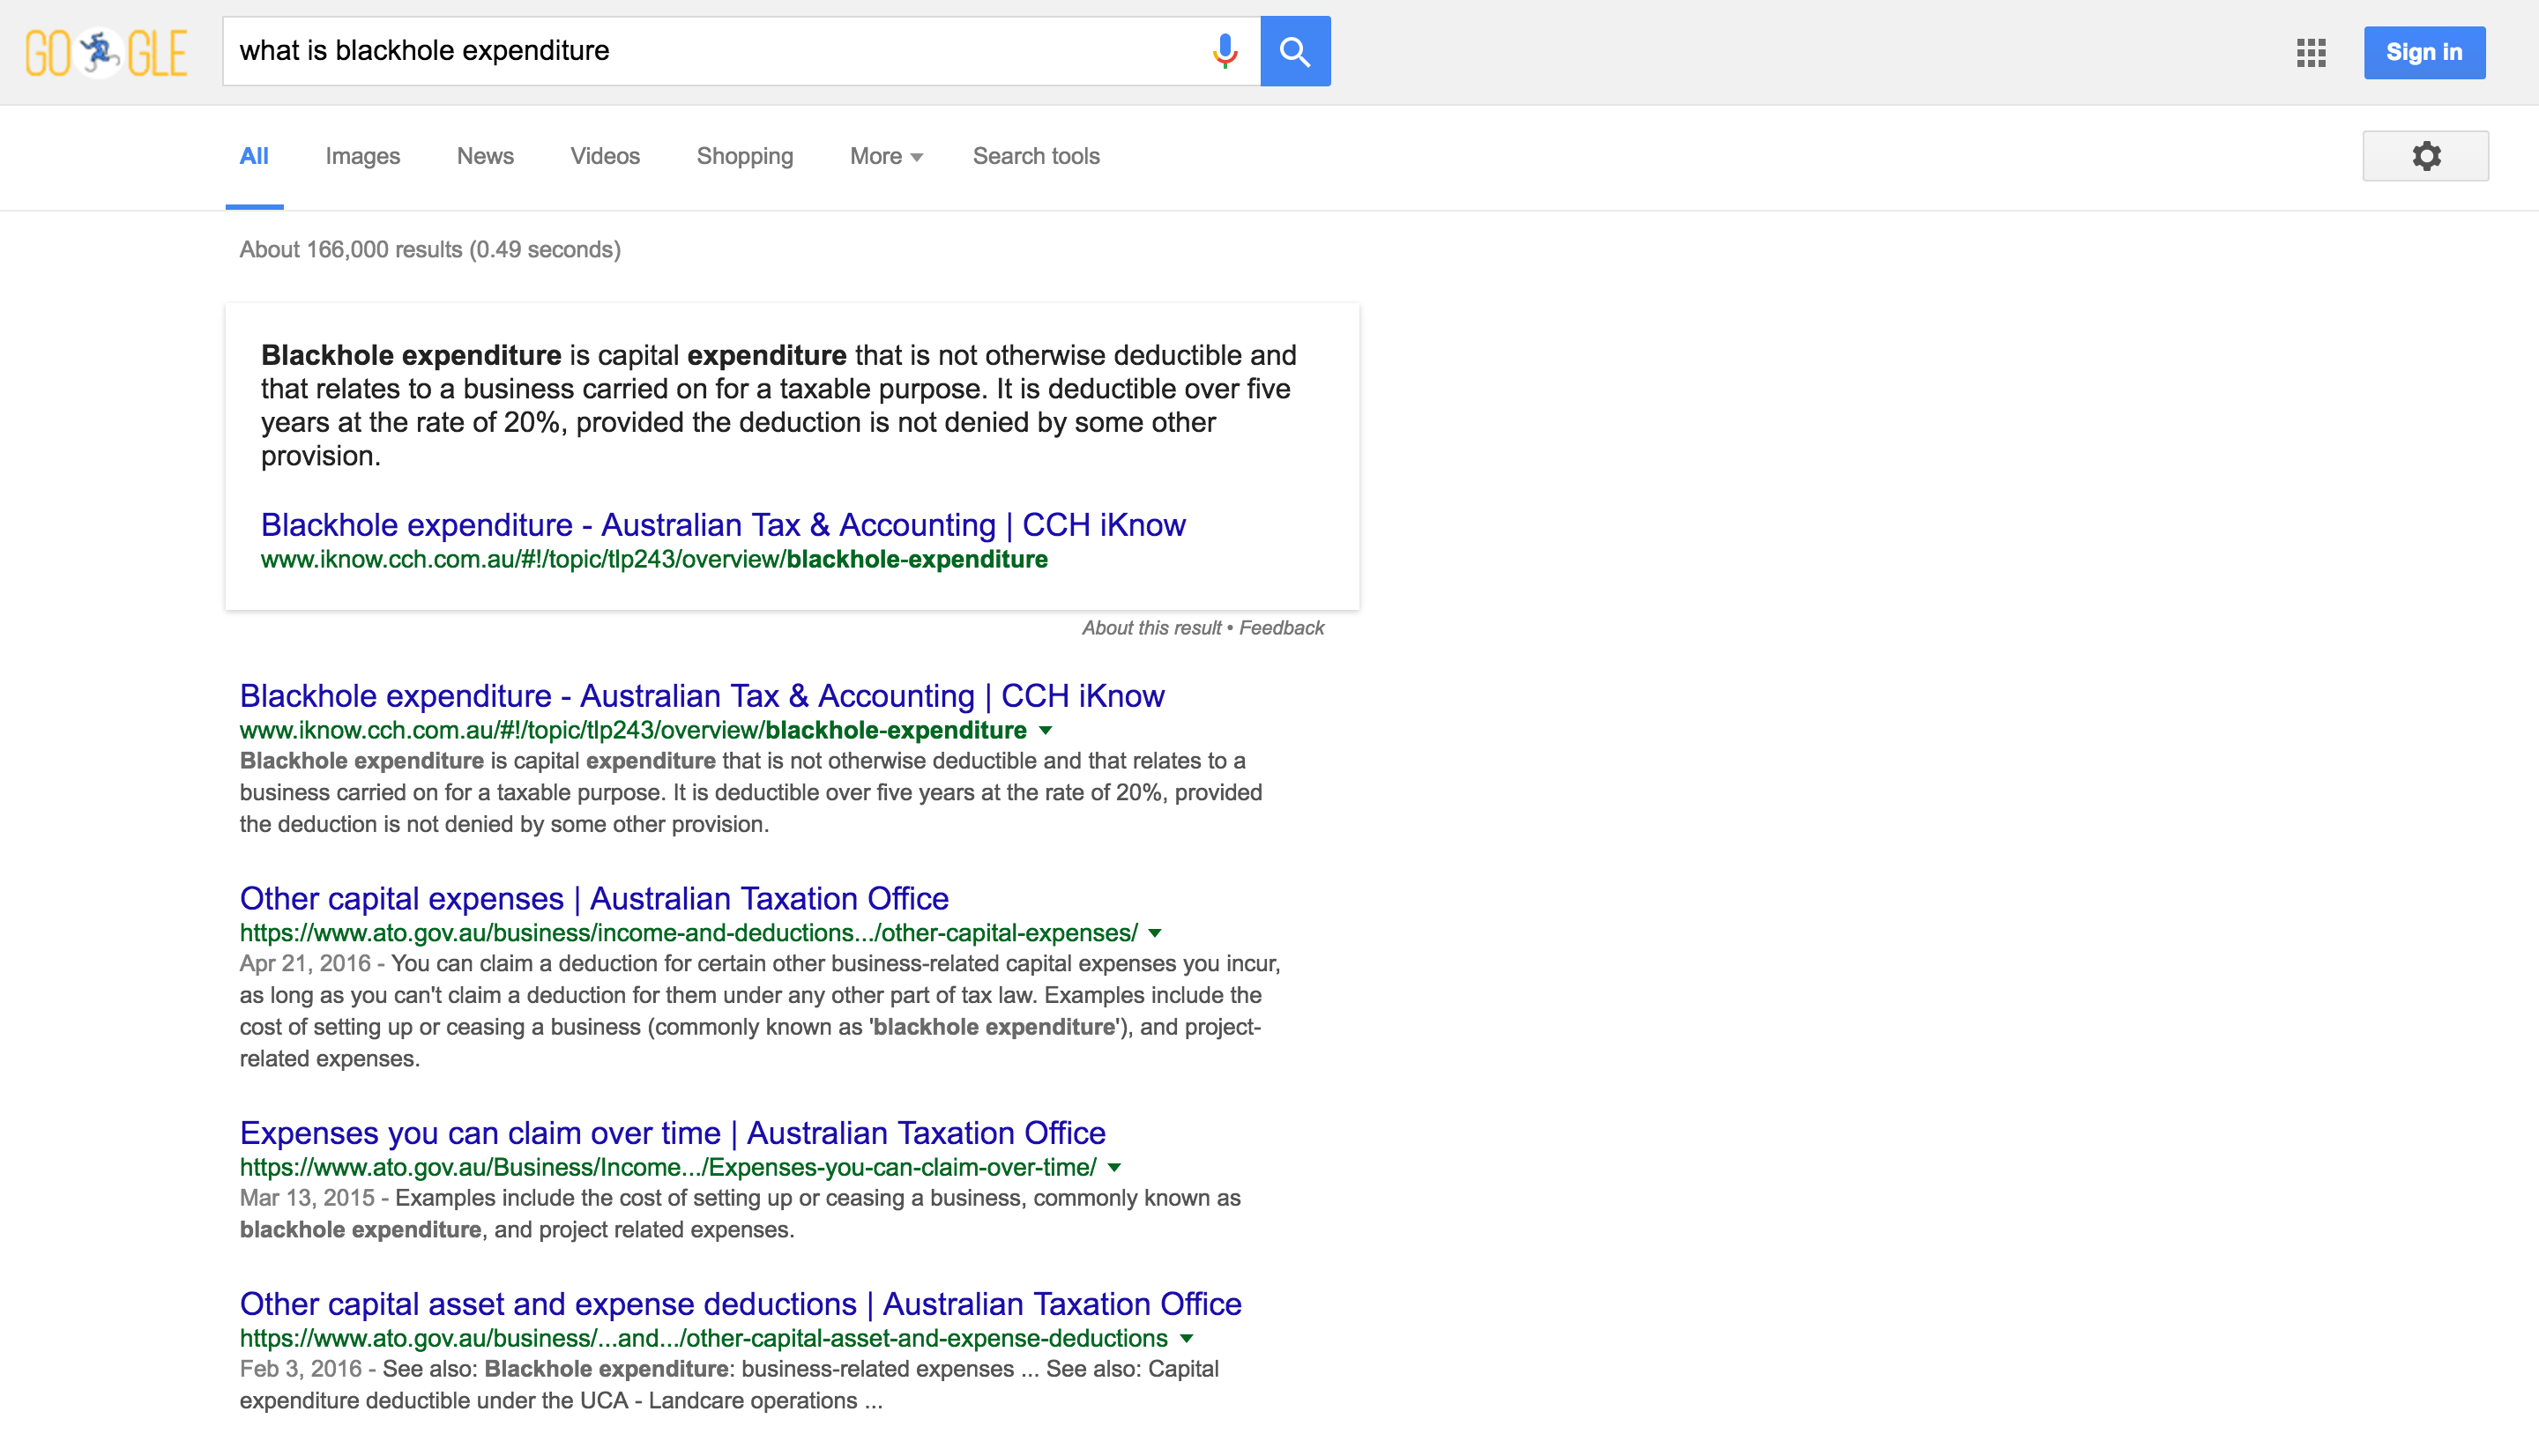 GO GLE
what is blackhole expenditure
Sign in
All Images News Videos Shopping More Search tools
About 166,000 results (0.49 seconds)
Blackhole expenditure is capital expenditure that is not otherwise deductible and
that relates to a business carried on for a taxable purpose. It is deductible over five
years at the rate of 20%, provided the deduction is not denied by some other
provision.
Blackhole expenditure - Australian Tax & Accounting | CCH iKnow
www.iknow.cch.com.au/#!/topic/tlp243/overview/blackhole-expenditure
About this result • Feedback
Blackhole expenditure - Australian Tax & Accounting | CCH iKnow
www.iknow.cch.com.au/#!/topic/tlp243/overview/blackhole-expenditure
Blackhole expenditure is capital expenditure that is not otherwise deductible and that relates to a
business carried on for a taxable purpose. It is deductible over five years at the rate of 20%, provided
the deduction is not denied by some other provision.
Other capital expenses | Australian Taxation Office
https://www.ato.gov.au/business/income-and-deductions.../other-capital-expenses/
Apr 21, 2016 - You can claim a deduction for certain other business-related capital expenses you incur,
as long as you can't claim a deduction for them under any other part of tax law. Examples include the
cost of setting up or ceasing a business (commonly known as 'blackhole expenditure'), and project-
related expenses.
Expenses you can claim over time | Australian Taxation Office
https://www.ato.gov.au/Business/Income.../Expenses-you-can-claim-over-time/
Mar 13, 2015 - Examples include the cost of setting up or ceasing a business, commonly known as
blackhole expenditure, and project related expenses.
Other capital asset and expense deductions | Australian Taxation Office
https://www.ato.gov.au/business/...and.../other-capital-asset-and-expense-deductions
Feb 3, 2016 - See also: Blackhole expenditure: business-related expenses ... See also: Capital
expenditure deductible under the UCA - Landcare operations ...